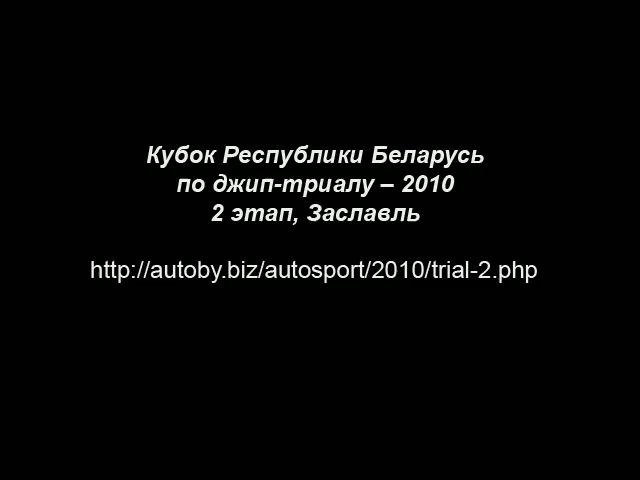 Кубок Республики Беларусь
по джип-триалу – 2010
2 этап, Заславль
http://autoby.biz/autosport/2010/trial-2.php